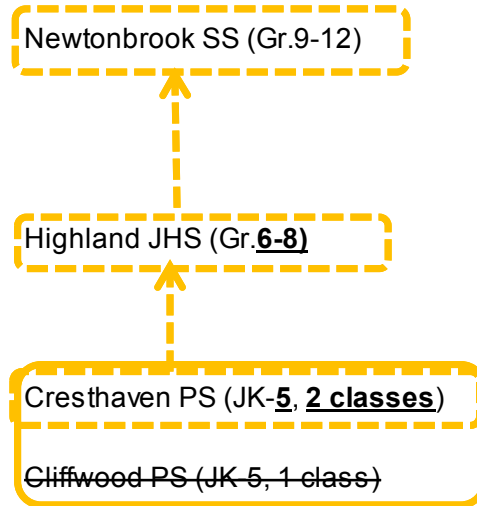 Newtonbrook SS (Gr.9-12)
Highland JHS (Gr.6-8)
Cresthaven PS (JK-5, 2 classes)
Cliffwood PS (JK-5, 1 class)